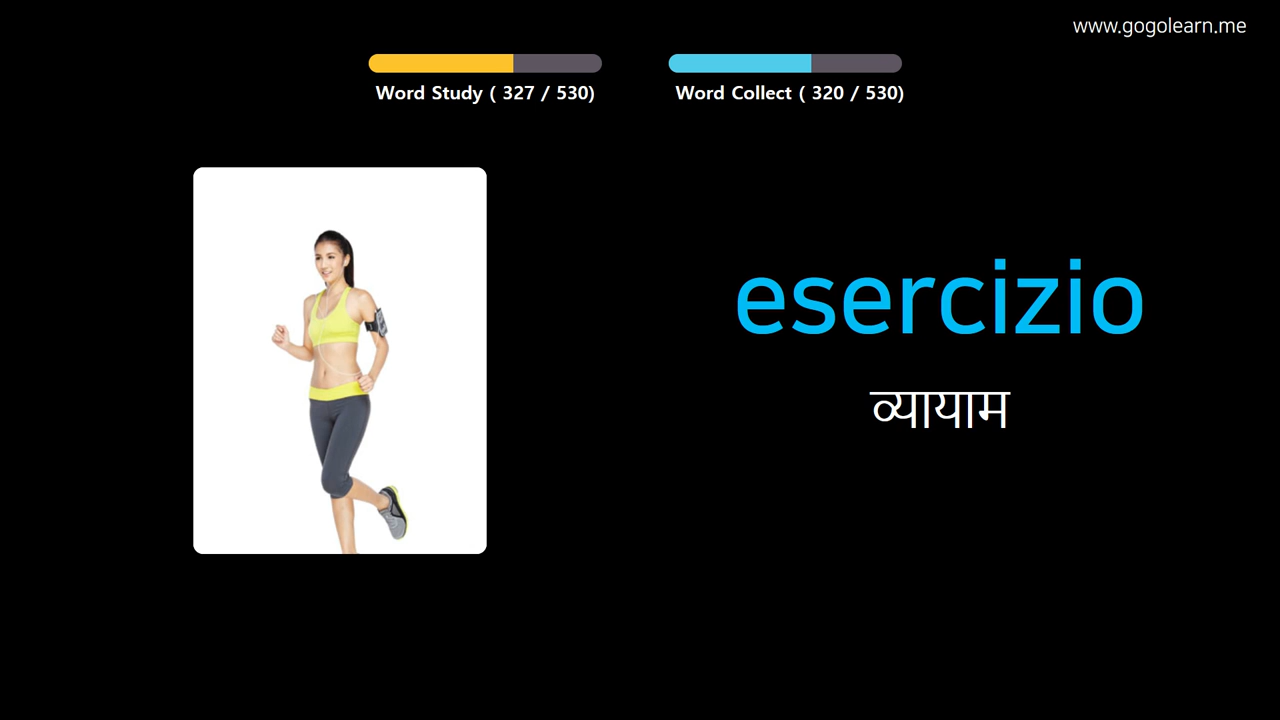 www.gogolearn.me
Word Study ( 327 / 530)
Word Collect ( 320 / 530)
esercizio
व्यायाम